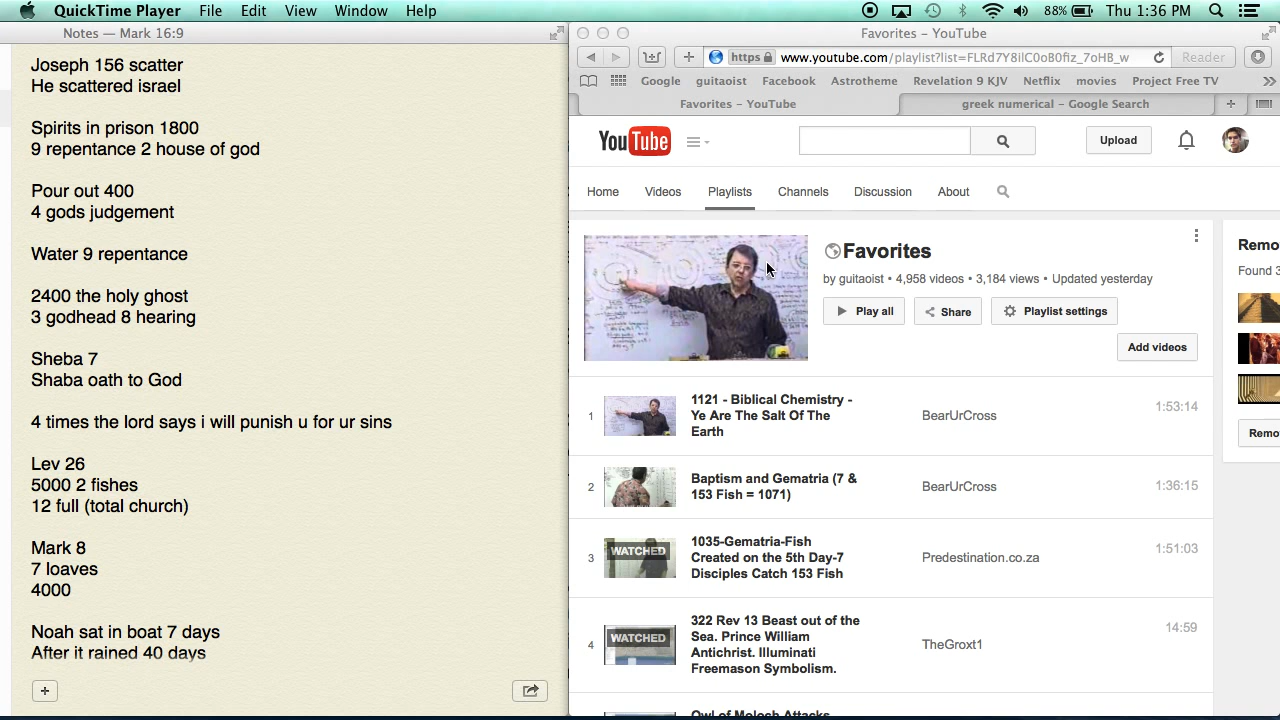 QuickTime Player File Edit View Window Help
88% Thu 1:36 PM
Notes — Mark 16:9
Joseph 156 scatter
He scattered israel
Spirits in prison 1800
9 repentance 2 house of god
Pour out 400
4 gods judgement
Water 9 repentance
2400 the holy ghost
3 godhead 8 hearing
Sheba 7
Shaba oath to God
4 times the lord says i will punish u for ur sins
Lev 26
5000 2 fishes
12 full (total church)
Mark 8
7 loaves
4000
Noah sat in boat 7 days
After it rained 40 days
Favorites – YouTube
https www.youtube.com/playlist?list=FLRd7Y8ilC0oB0fiz_7oHB_w Reader
Google guitaoist Facebook Astrotheme Revelation 9 KJV Netflix movies Project Free TV
Favorites – YouTube greek numerical – Google Search
YouTube Upload
Home Videos Playlists Channels Discussion About
Favorites
by guitaoist • 4,958 videos • 3,184 views • Updated yesterday
Play all Share Playlist settings
Add videos
1 1121 - Biblical Chemistry - Ye Are The Salt Of The Earth BearUrCross 1:53:14
2 Baptism and Gematria (7 & 153 Fish = 1071) BearUrCross 1:36:15
3 WATCHED 1035-Gematria-Fish Created on the 5th Day-7 Disciples Catch 153 Fish Predestination.co.za 1:51:03
4 WATCHED 322 Rev 13 Beast out of the Sea. Prince William Antichrist. Illuminati Freemason Symbolism. TheGroxt1 14:59
Owl of Moloch Attacks
Remo
Found 3
Remo